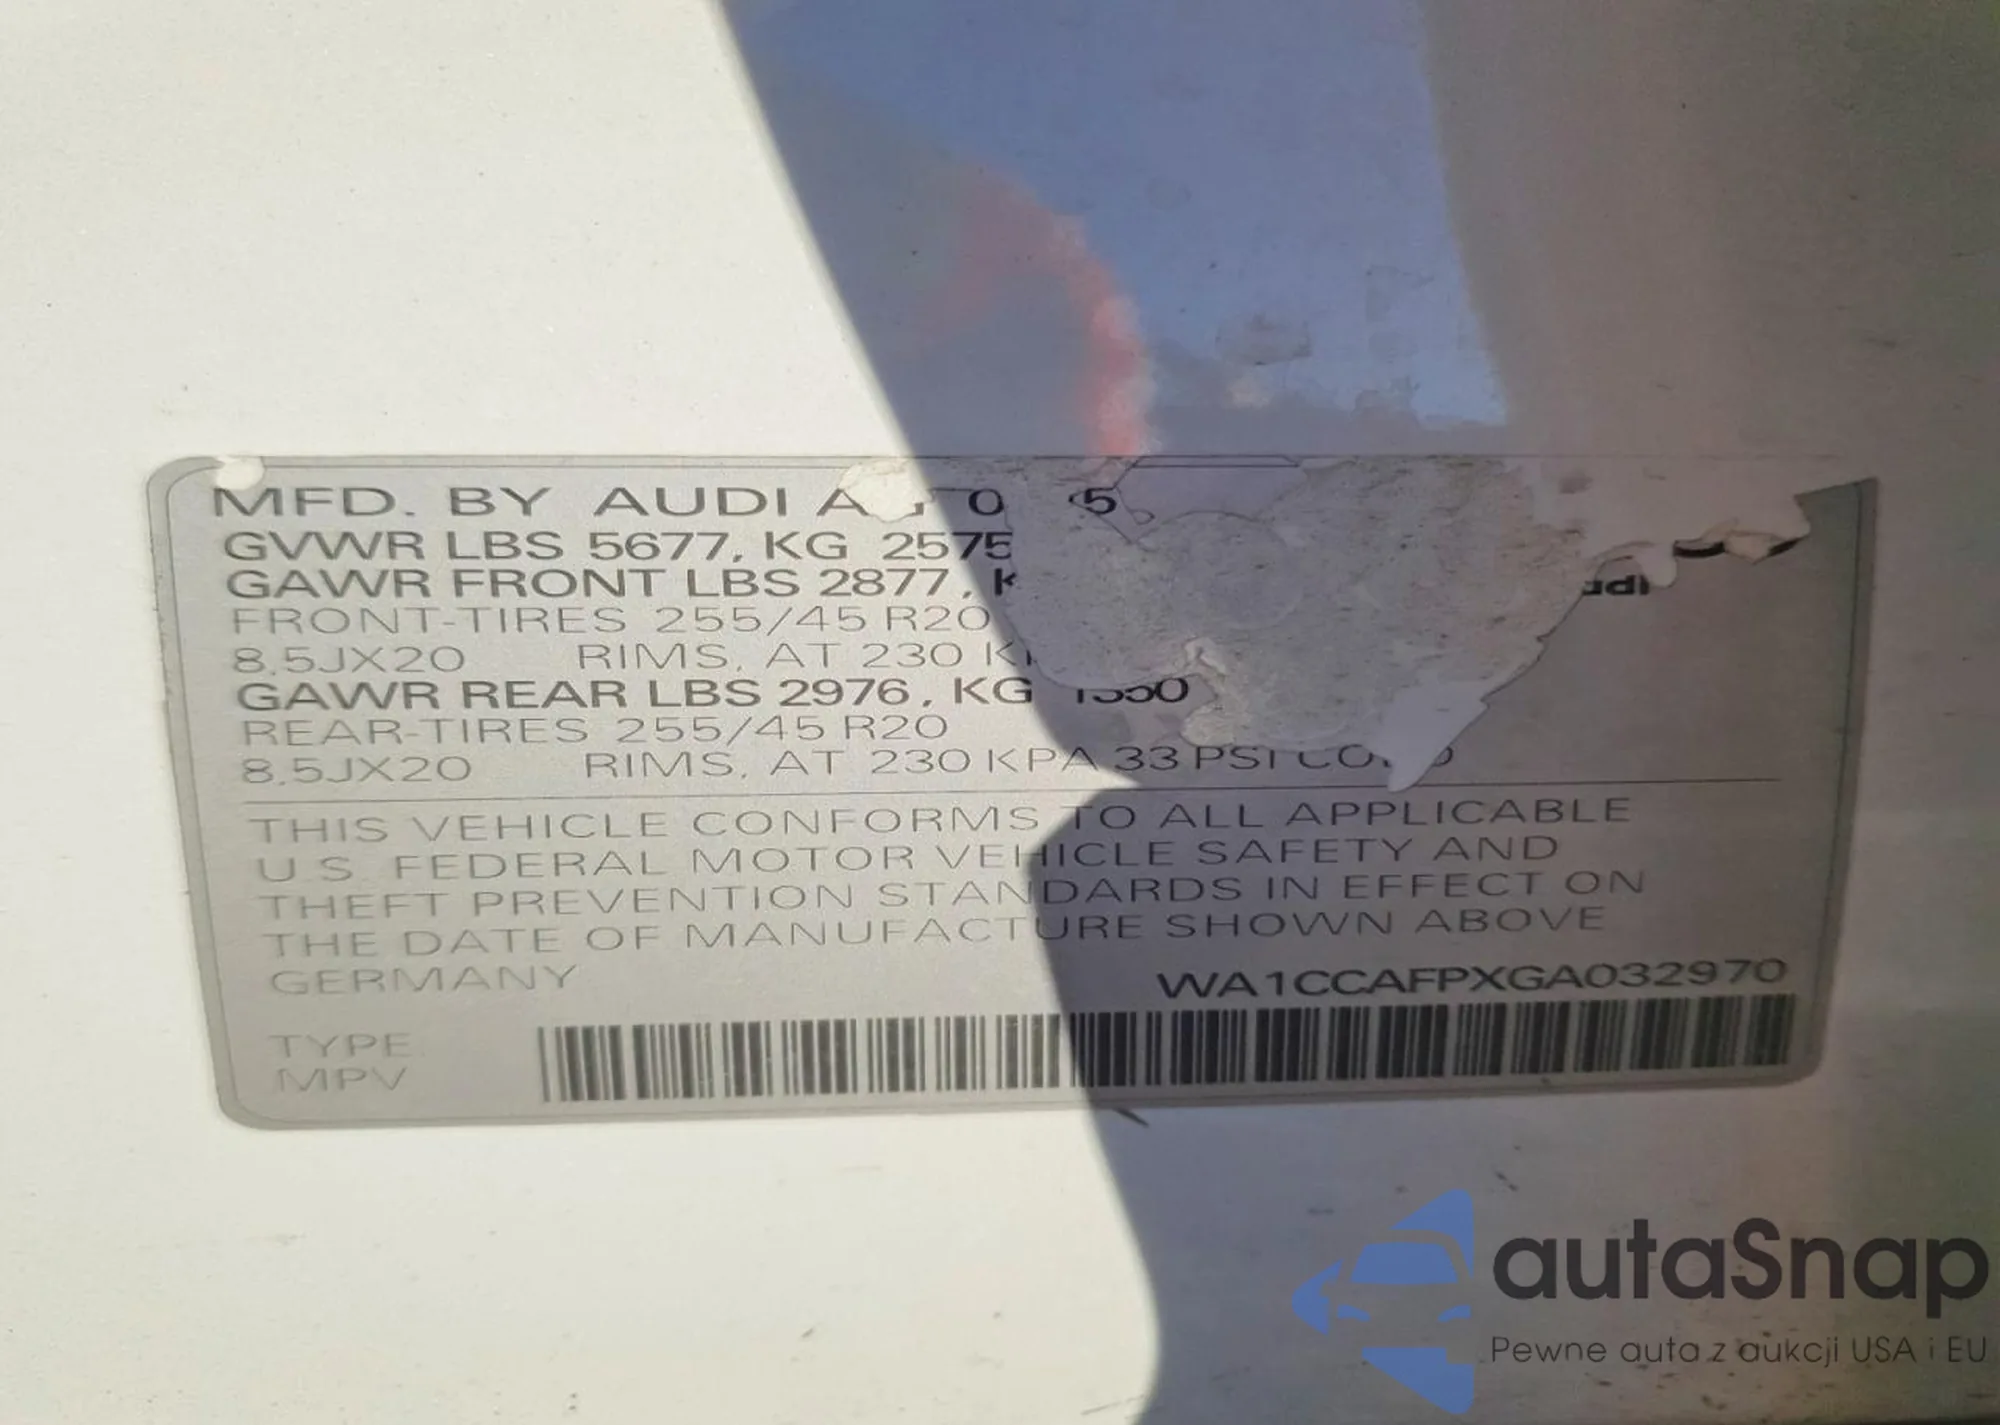 MFD. BY AUDI A
GVWR LBS 5677, KG 2575
GAWR FRONT LBS 2877,
FRONT-TIRES 255/45 R20
8.5JX20 RIMS, AT 230
GAWR REAR LBS 2976, KG
REAR-TIRES 255/45 R20
8.5JX20 RIMS, AT 230 KPA 33 PSI
THIS VEHICLE CONFORMS TO ALL APPLICABLE
U.S. FEDERAL MOTOR VEHICLE SAFETY AND
THEFT PREVENTION STANDARDS IN EFFECT ON
THE DATE OF MANUFACTURE SHOWN ABOVE
GERMANY WA1CCAFPXGA032970
TYPE
MPV
autaSnap
Pewne auta z aukcji USA i EU